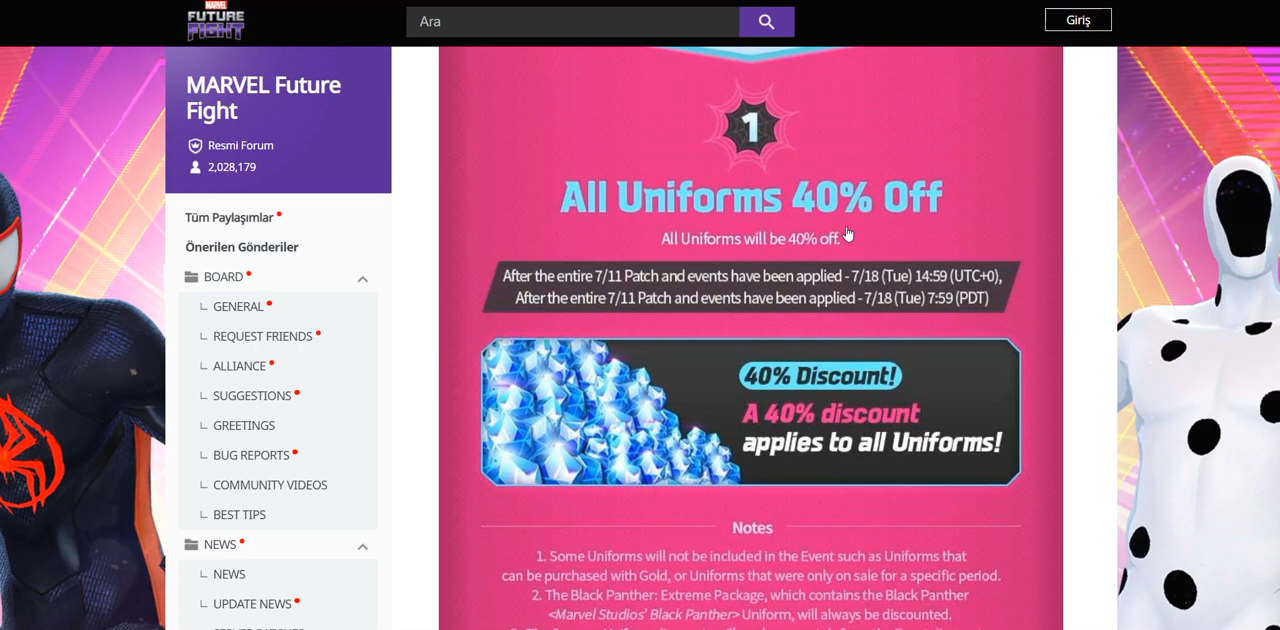 MARVEL
FUTURE
FIGHT
Ara
Giriş
MARVEL Future
Fight
Resmi Forum
2,028,179
Tüm Paylaşımlar
Önerilen Gönderiler
BOARD
GENERAL
REQUEST FRIENDS
ALLIANCE
SUGGESTIONS
GREETINGS
BUG REPORTS
COMMUNITY VIDEOS
BEST TIPS
NEWS
NEWS
UPDATE NEWS
1
All Uniforms 40% Off
All Uniforms will be 40% off.
After the entire 7/11 Patch and events have been applied - 7/18 (Tue) 14:59 (UTC+0),
After the entire 7/11 Patch and events have been applied - 7/18 (Tue) 7:59 (PDT)
40% Discount!
A 40% discount
applies to all Uniforms!
Notes
1. Some Uniforms will not be included in the Event such as Uniforms that
can be purchased with Gold, or Uniforms that were only on sale for a specific period.
2. The Black Panther: Extreme Package, which contains the Black Panther
<Marvel Studios' Black Panther> Uniform, will always be discounted.